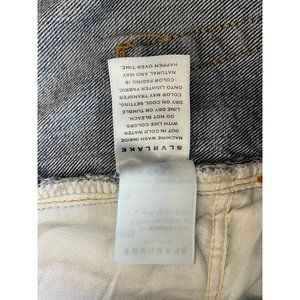 SLVRLAKE
MACHINE WASH INSIDE
OUT IN COLD WATER
WITH LIKE COLORS.
DO NOT BLEACH.
LINE DRY OR TUMBLE
DRY ON COOL SETTING.
COLOR MAY TRANSFER
ONTO LIGHTER FABRIC.
COLOR FADING IS
NATURAL AND MAY
HAPPEN OVER TIME.